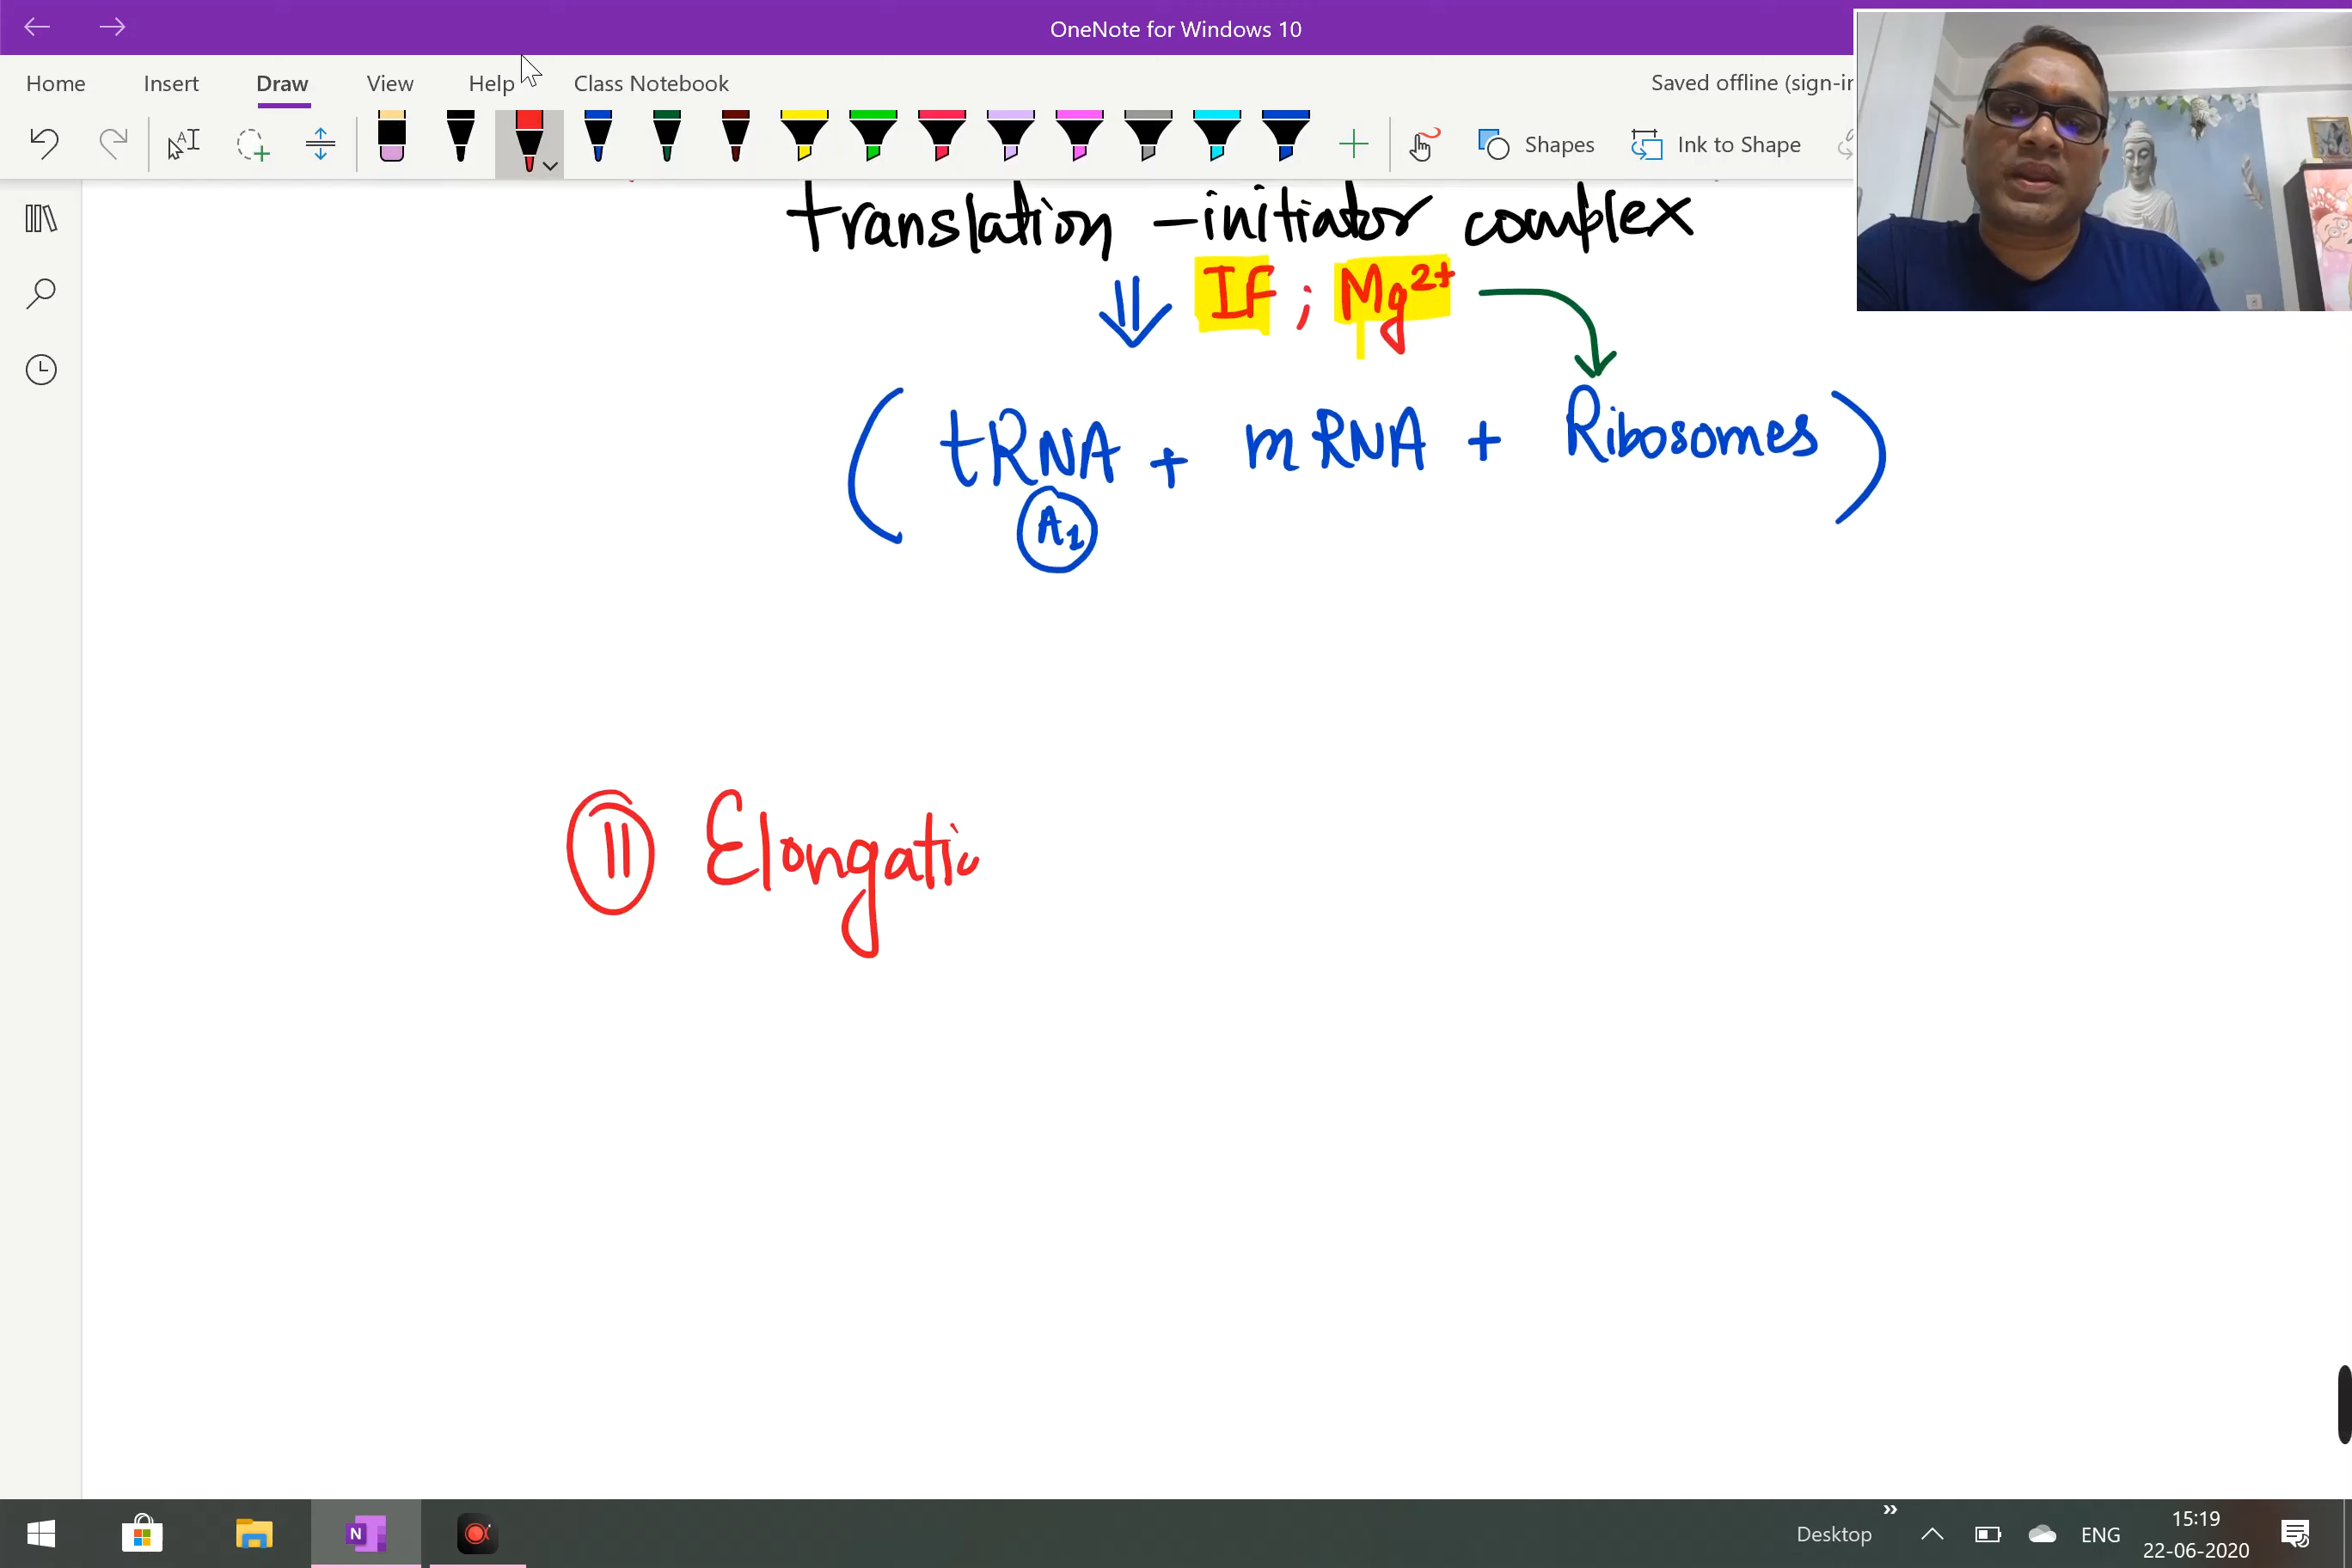 OneNote for Windows 10
Home Insert Draw View Help Class Notebook Saved offline (sign-in
Shapes Ink to Shape
translation - initiator complex
IF ; Mg²⁺
( tRNA + mRNA + Ribosomes )
A₁
II Elongatio
Desktop ENG 15:19
22-06-2020